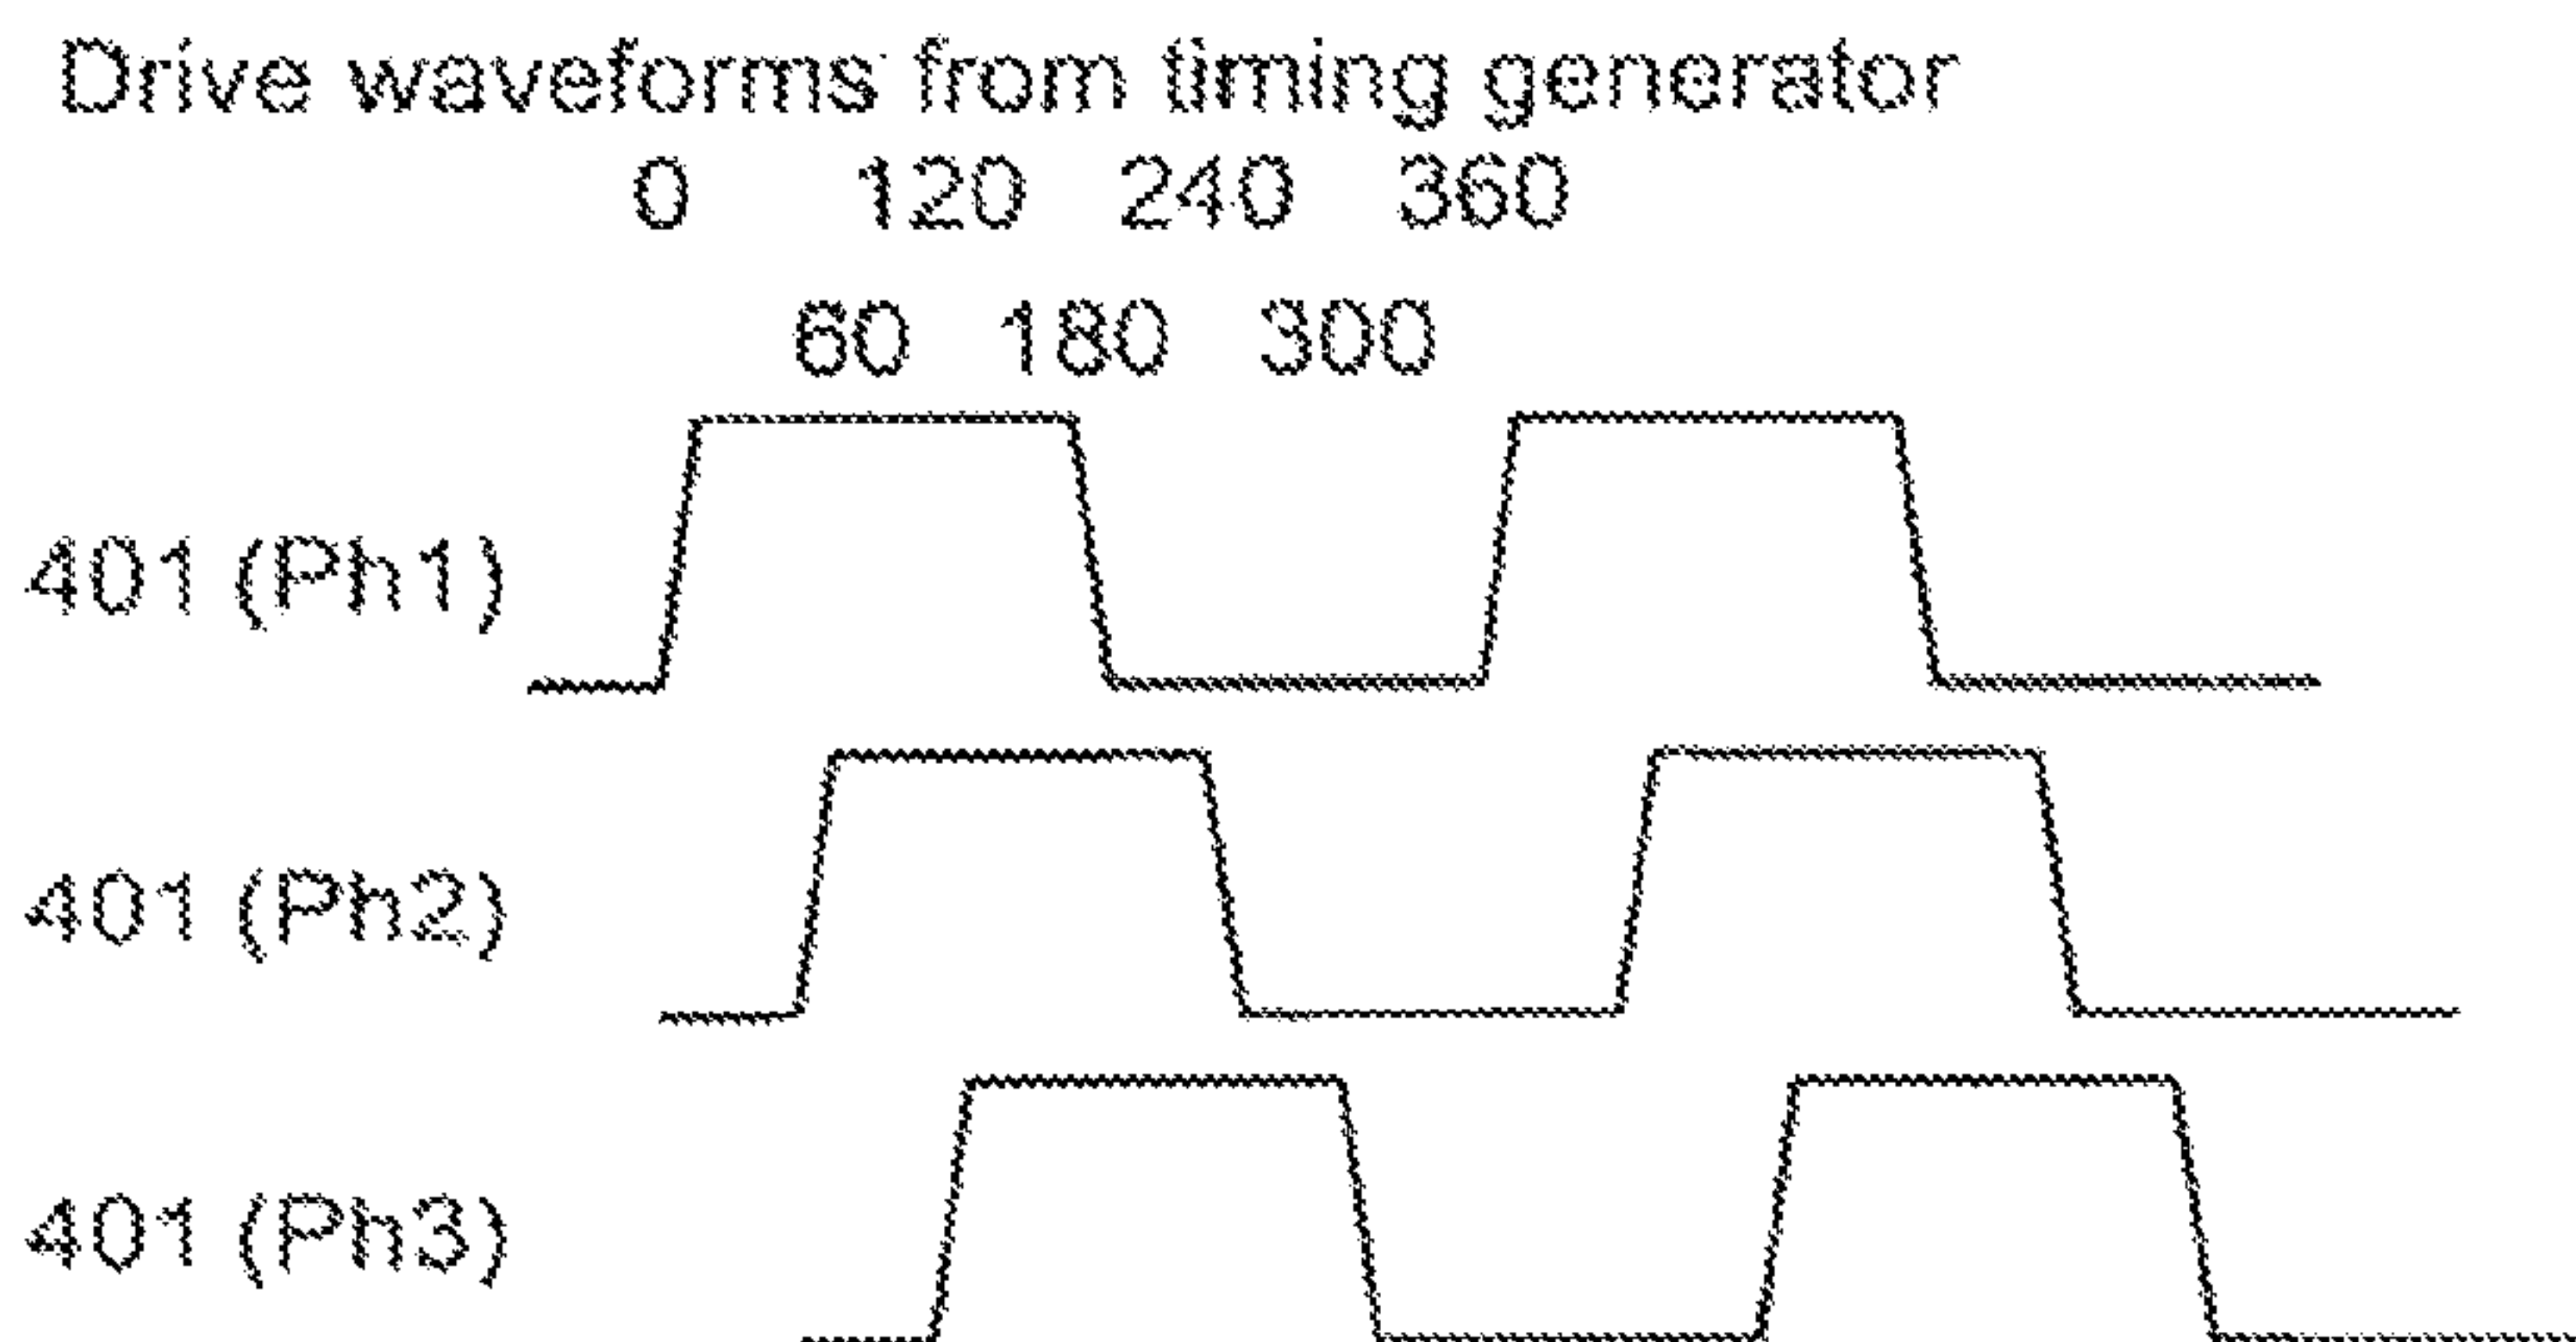 Drive waveforms from timing generator
0 120 240 360
60 180 300
401 (Ph1)
401 (Ph2)
401 (Ph3)